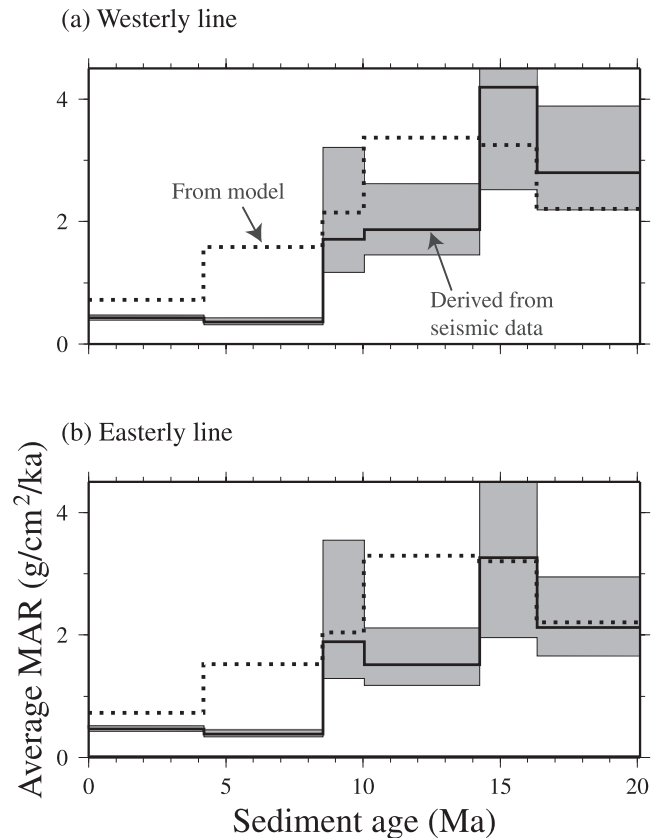 (a) Westerly line
4
2
0
From model
Derived from
seismic data
(b) Easterly line
4
2
0
Average MAR (g/cm²/ka)
0 5 10 15 20
Sediment age (Ma)